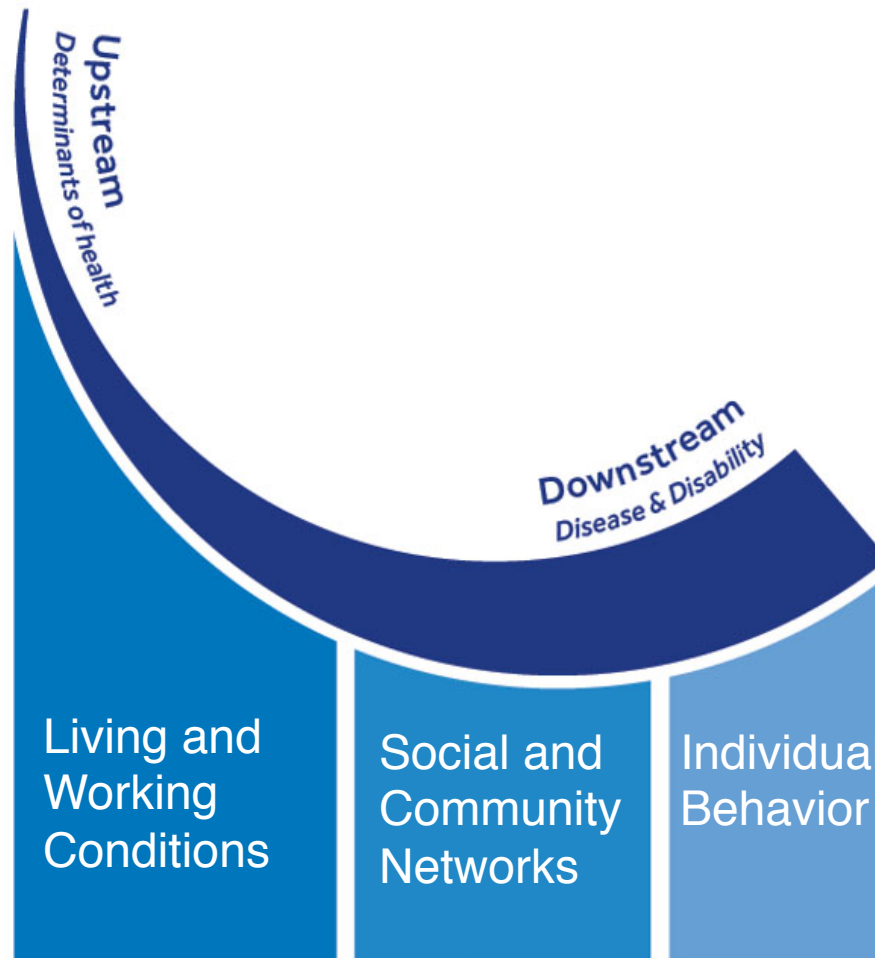 Upstream
Determinants of health
Downstream
Disease & Disability
Living and
Working
Conditions
Social and
Community
Networks
Individua
Behavior